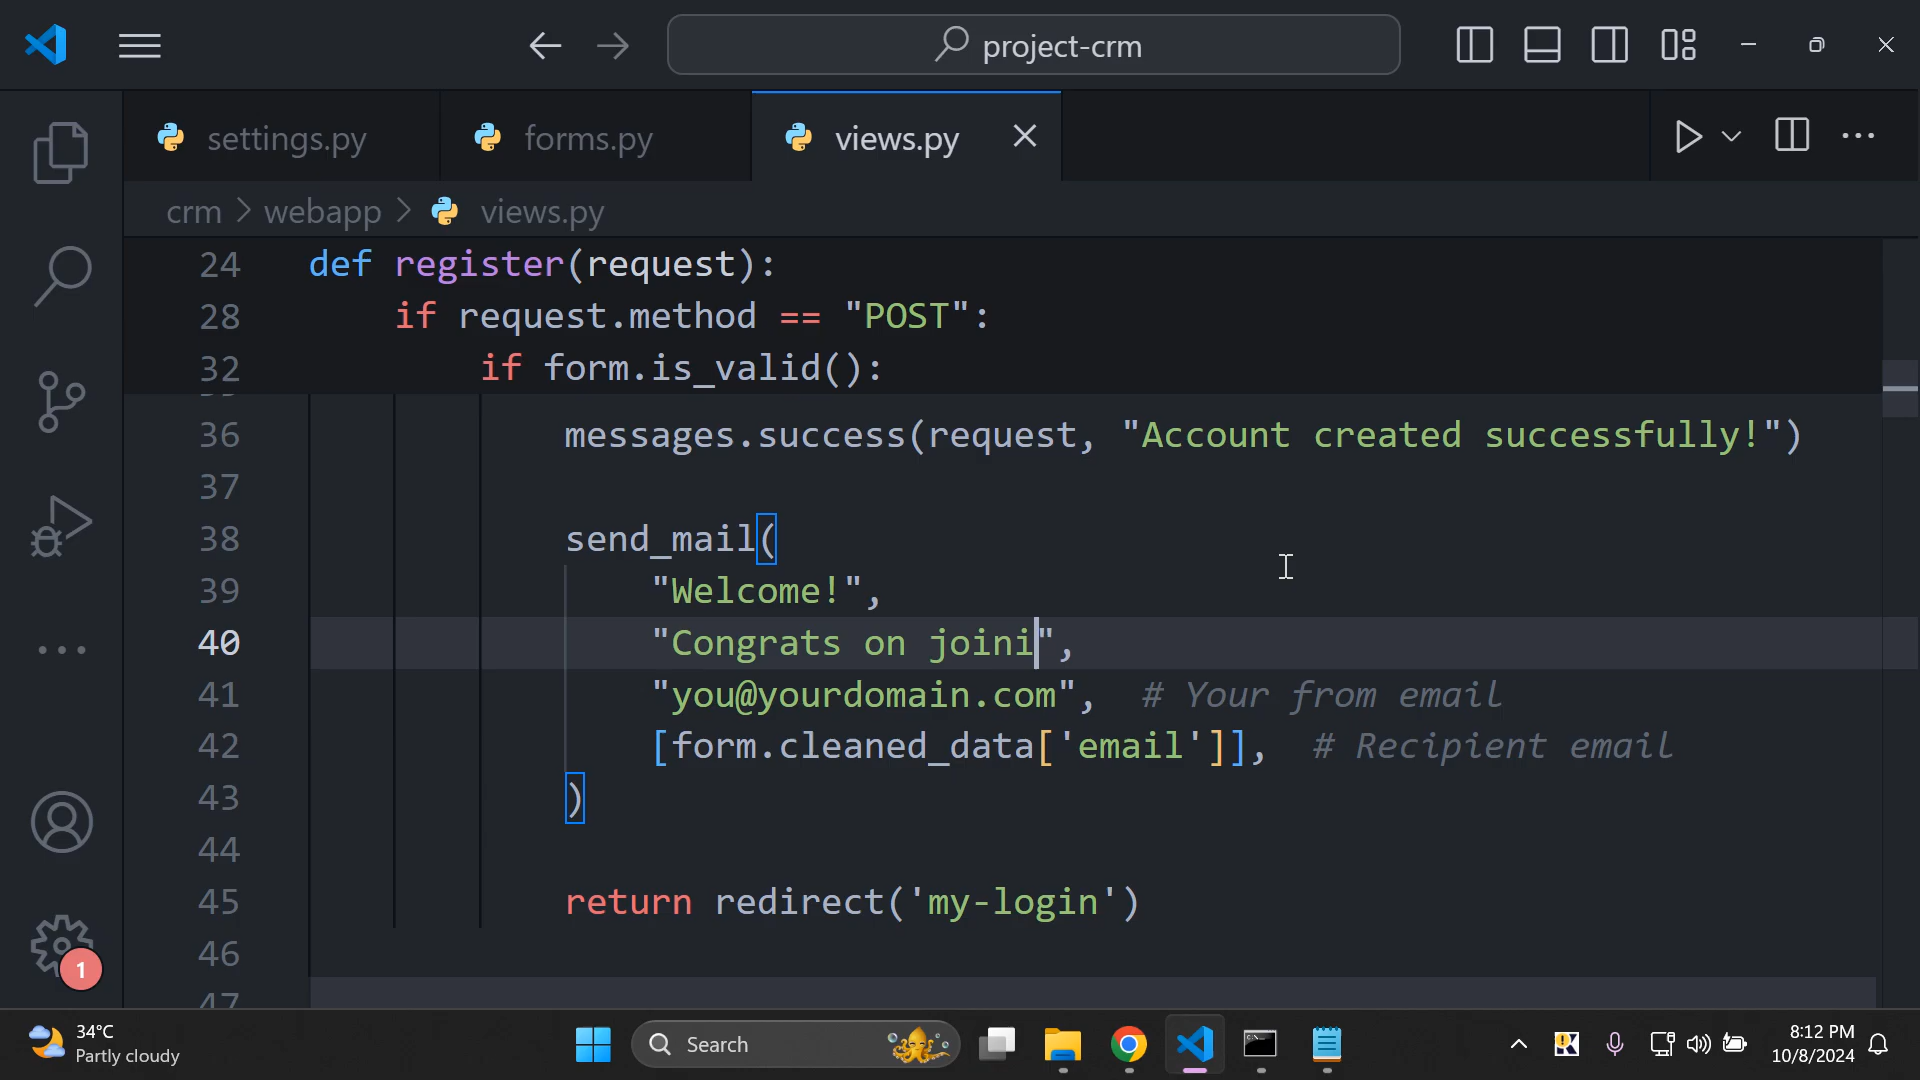 project-crm
settings.py
forms.py
views.py
crm > webapp > views.py
24 def register(request):
28 if request.method == "POST":
32 if form.is_valid():
36 messages.success(request, "Account created successfully!")
37
38 send_mail(
39 "Welcome!",
40 "Congrats on joini",
41 "you@yourdomain.com", # Your from email
42 [form.cleaned_data['email']], # Recipient email
43 )
44
45 return redirect('my-login')
46
47
1
34°C
Partly cloudy
Search
8:12 PM
10/8/2024